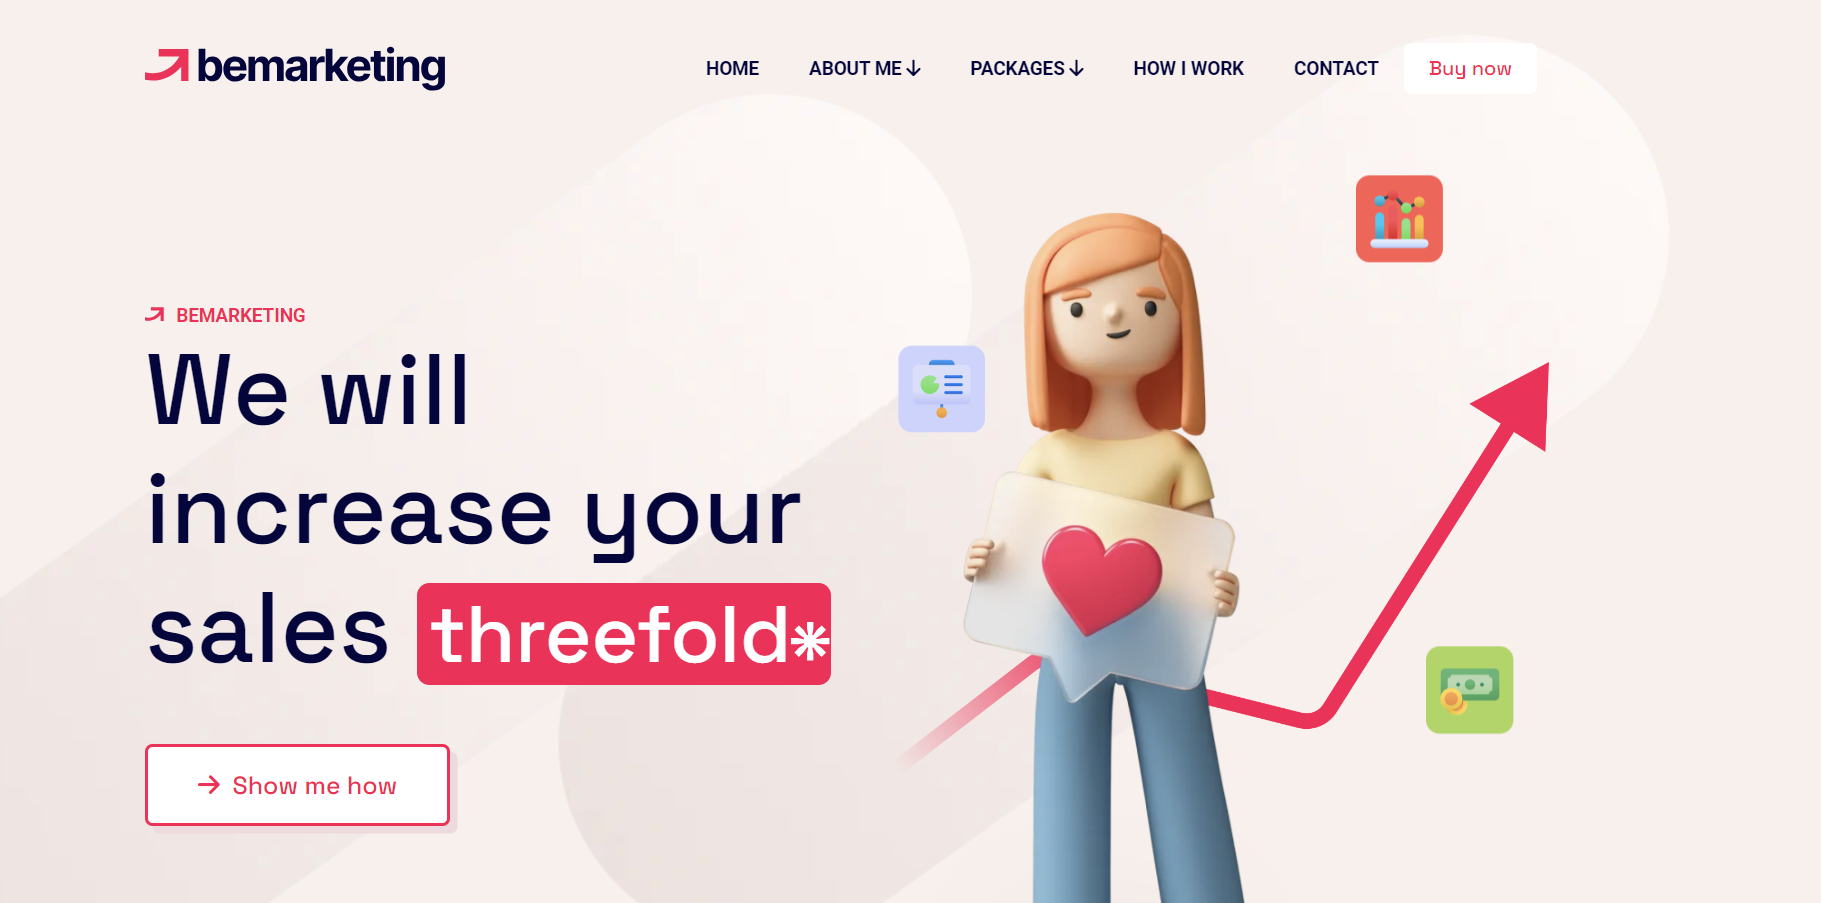 bemarketing
HOME ABOUT ME PACKAGES HOW I WORK CONTACT Buy now
BEMARKETING
We will
increase your
sales threefold*
Show me how